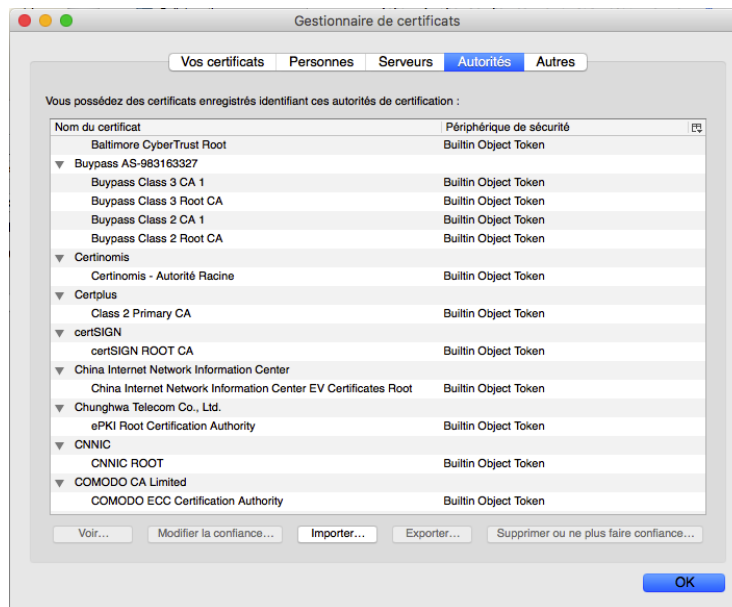 Gestionnaire de certificats
Vos certificats Personnes Serveurs Autorités Autres
Vous possédez des certificats enregistrés identifiant ces autorités de certification :
Nom du certificat Périphérique de sécurité
Baltimore CyberTrust Root Builtin Object Token
Buypass AS-983163327
Buypass Class 3 CA 1 Builtin Object Token
Buypass Class 3 Root CA Builtin Object Token
Buypass Class 2 CA 1 Builtin Object Token
Buypass Class 2 Root CA Builtin Object Token
Certinomis
Certinomis - Autorité Racine Builtin Object Token
Certplus
Class 2 Primary CA Builtin Object Token
certSIGN
certSIGN ROOT CA Builtin Object Token
China Internet Network Information Center
China Internet Network Information Center EV Certificates Root Builtin Object Token
Chunghwa Telecom Co., Ltd.
ePKI Root Certification Authority Builtin Object Token
CNNIC
CNNIC ROOT Builtin Object Token
COMODO CA Limited
COMODO ECC Certification Authority Builtin Object Token
Voir... Modifier la confiance... Importer... Exporter... Supprimer ou ne plus faire confiance...
OK